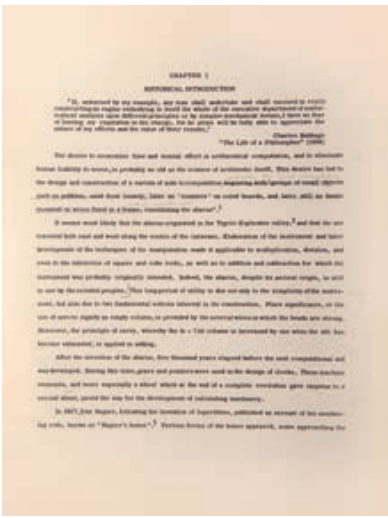 CHAPTER I
HISTORICAL INTRODUCTION
"If, unwarned by my example, any man shall undertake and shall succeed in really
constructing an engine embodying in itself the whole of the executive department of mathe-
matical analysis upon different principles or by simpler mechanical means, I have no fear
of leaving my reputation in his charge, for he alone will be fully able to appreciate the
nature of my efforts and the value of their results."
Charles Babbage
"The Life of a Philosopher" (1864)
The desire to economize time and mental effort in arithmetical computation, and to eliminate
human liability to error, is probably as old as the science of arithmetic itself. This desire has led to
the design and construction of a variety of aids to computation, beginning with groups of small objects
such as pebbles, used first loosely, later as "counters" on ruled boards, and later still as beads
mounted on wires fixed in a frame, constituting the abacus.
It seems most likely that the abacus originated in the Tigris-Euphrates valley, and that its use
traveled both east and west along the routes of the caravans. Elaboration of the instrument and later
development of the techniques of its manipulation made it applicable to multiplication, division, and
even to the extraction of square and cube roots, as well as to addition and subtraction for which the
instrument was probably originally intended. Indeed, the abacus, despite its ancient origin, is still
in use by the oriental peoples. This long period of utility is due not only to the simplicity of the instru-
ment, but also due to two fundamental notions inherent in its construction. Place significance, or the
use of zero to signify an empty column, is provided by the several wires on which the beads are strung.
Moreover, the principle of carry, whereby the n + 1st column is increased by one when the nth has
become exhausted, is applied in adding.
After the invention of the abacus, five thousand years elapsed before the next computational aid
was developed. During this time, gears and pointers were used in the design of clocks. These machine
elements, and more especially a wheel which at the end of a complete revolution gave impulse to a
second wheel, paved the way for the development of calculating machinery.
In 1617, John Napier, following his invention of logarithms, published an account of his number-
ing rods, known as "Napier's bones". Various forms of the bones appeared, some approaching the